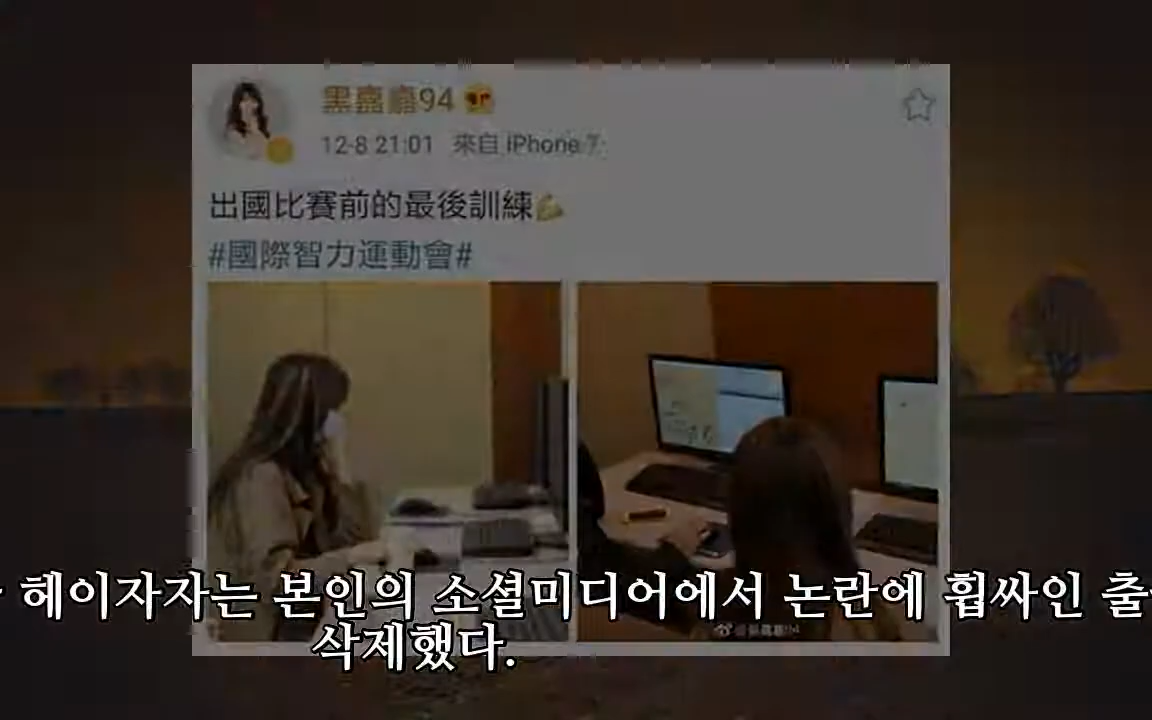 黑嘉嘉94
12-8 21:01 來自 iPhone 7
出國比賽前的最後訓練
#國際智力運動會#
헤이자자는 본인의 소셜미디어에서 논란에 휩싸인
삭제했다.